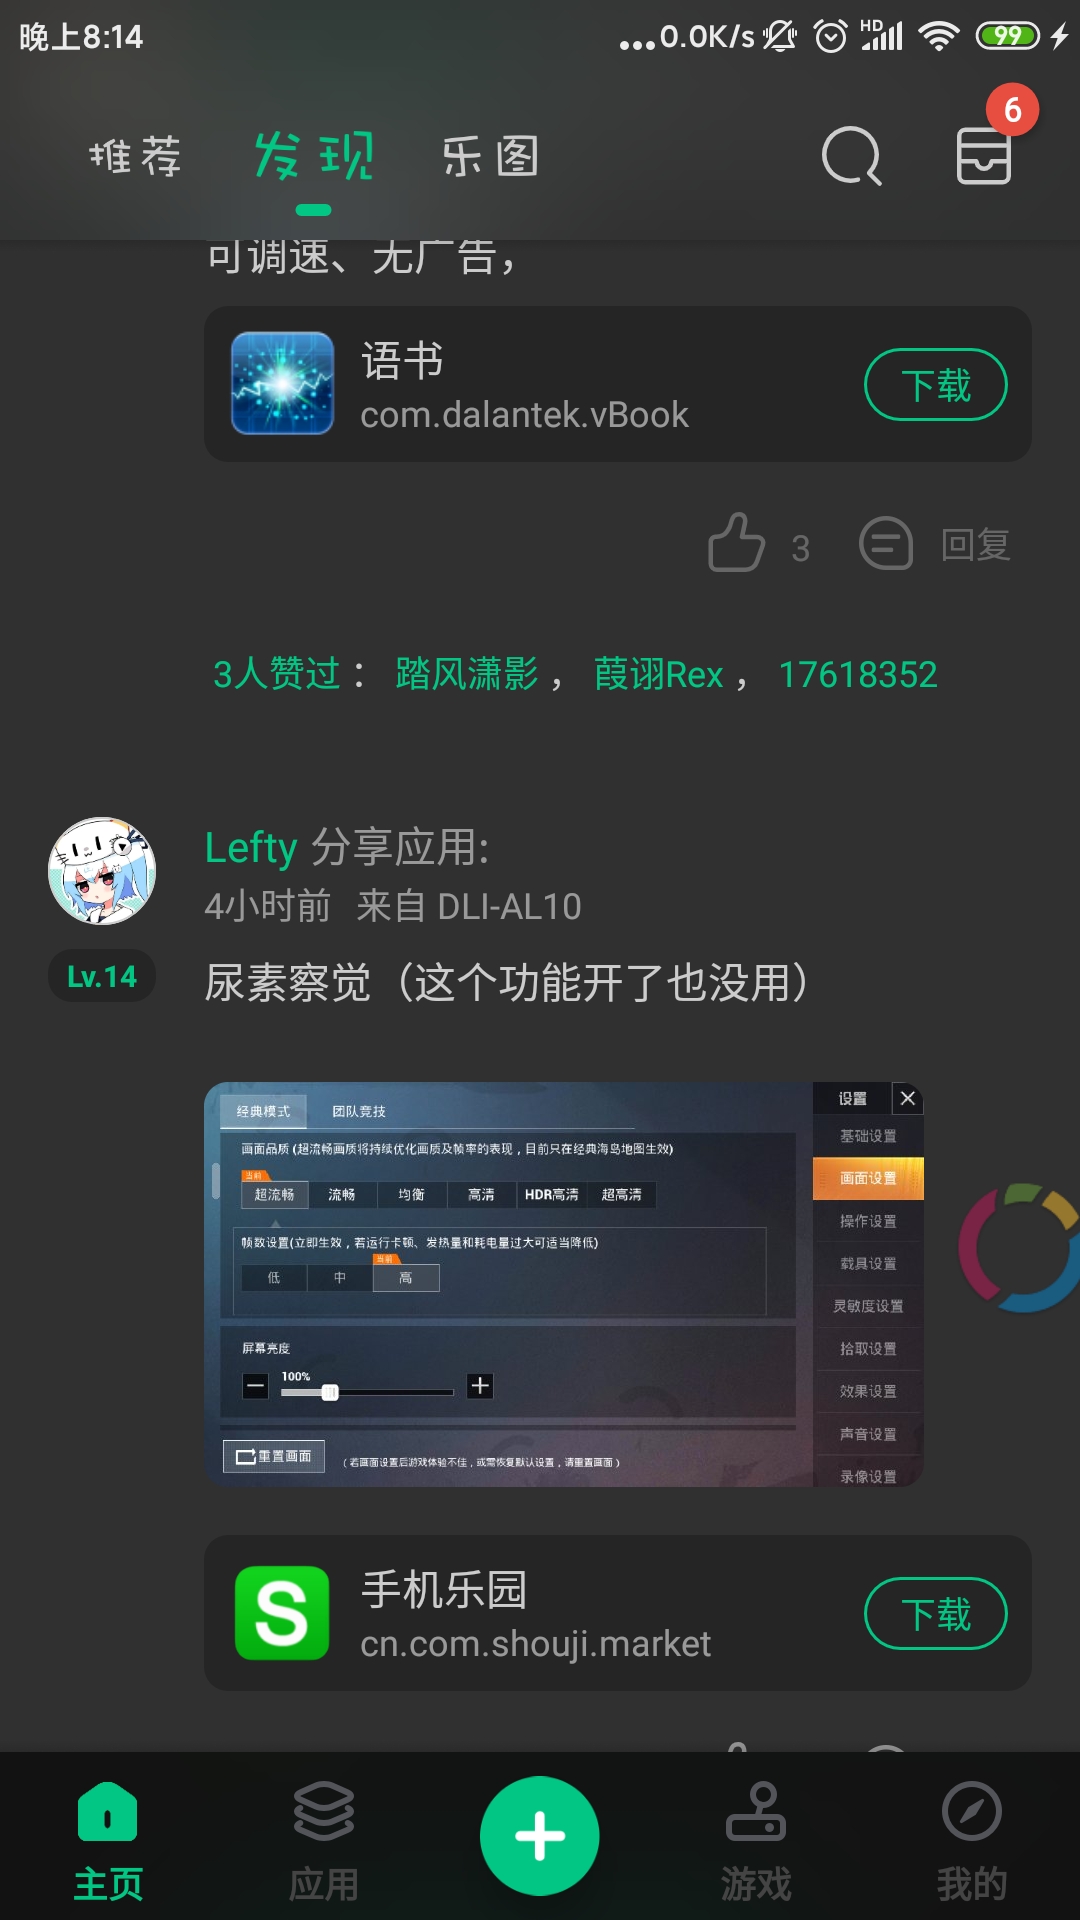 晚上8:14
...0.0K/s
HD
99
推荐 发现 乐图
6
可调速、无广告，
语书
com.dalantek.vBook
下载
3 回复
3人赞过： 踏风潇影， 葭诩Rex， 17618352
Lefty 分享应用:
4小时前 来自 DLI-AL10
Lv.14
尿素察觉（这个功能开了也没用）
经典模式 团队竞技
设置
画面品质 (超流畅画质将持续优化画质及帧率的表现，目前只在经典海岛地图生效)
当前
超流畅 流畅 均衡 高清 HDR高清 超高清
帧数设置(立即生效，若运行卡顿、发热量和耗电量过大可适当降低)
当前
低 中 高
屏幕亮度
100%
重置画面
（若画面设置后游戏体验不佳，或需恢复默认设置，请重置画面）
基础设置
画面设置
操作设置
载具设置
灵敏度设置
拾取设置
效果设置
声音设置
录像设置
S
手机乐园
cn.com.shouji.market
下载
主页 应用 游戏 我的